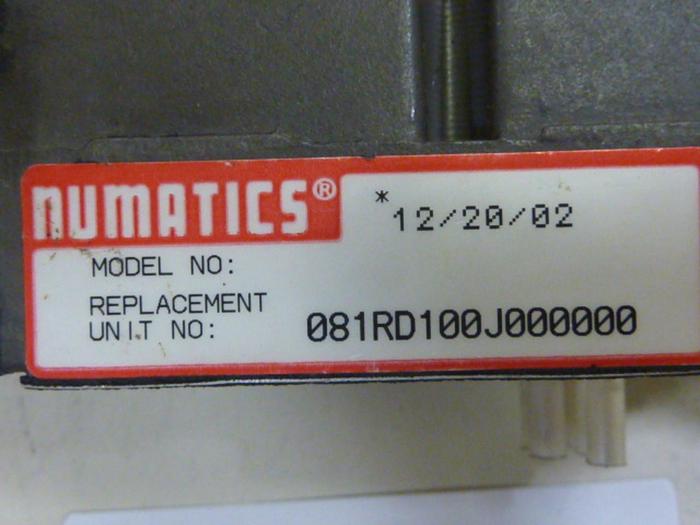 NUMATICS®
*12/20/02
MODEL NO:
REPLACEMENT
UNIT NO: 081RD100J000000